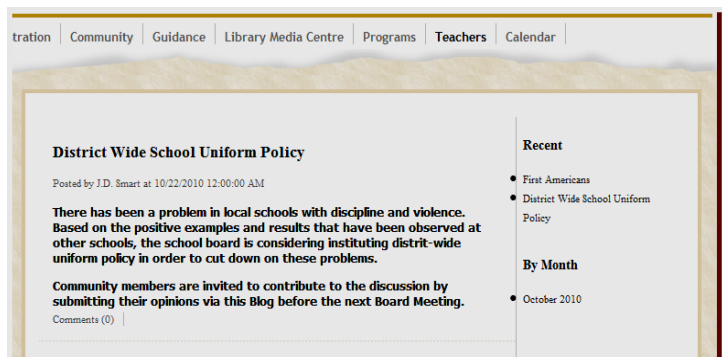 tration Community Guidance Library Media Centre Programs Teachers Calendar
District Wide School Uniform Policy
Posted by J.D. Smart at 10/22/2010 12:00:00 AM
There has been a problem in local schools with discipline and violence.
Based on the positive examples and results that have been observed at
other schools, the school board is considering instituting distrit-wide
uniform policy in order to cut down on these problems.
Community members are invited to contribute to the discussion by
submitting their opinions via this Blog before the next Board Meeting.
Comments (0)
Recent
First Americans
District Wide School Uniform
Policy
By Month
October 2010